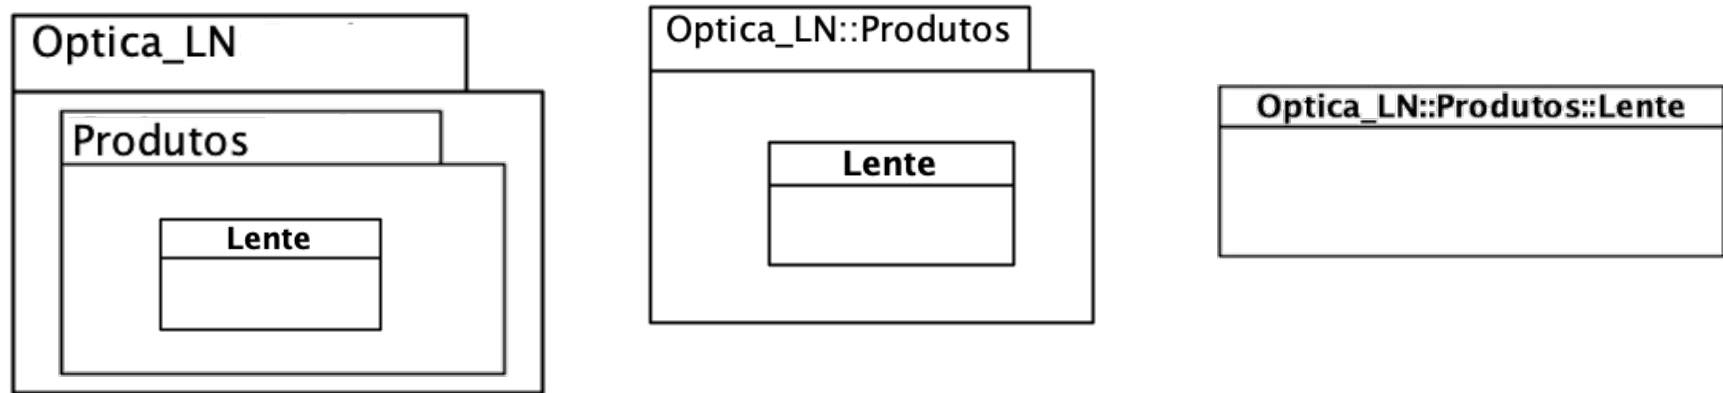 Optica_LN
Produtos
Lente
Optica_LN::Produtos
Lente
Optica_LN::Produtos::Lente